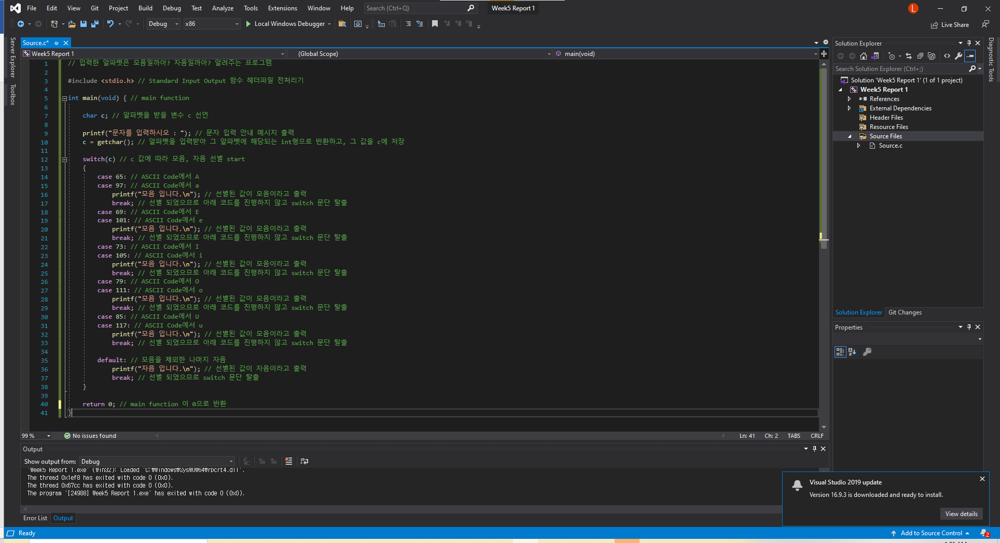 File Edit View Git Project Build Debug Test Analyze Tools Extensions Window Help Search (Ctrl+Q) Week5 Report 1 L
Debug x86 Local Windows Debugger Live Share
Server Explorer
Toolbox
Source.c*
Week5 Report 1 (Global Scope) main(void)
1 // 입력한 알파벳은 모음일까아? 자음일까아? 알려주는 프로그램
2
3 #include <stdio.h> // Standard Input Output 함수 헤더파일 전처리기
4
5 int main(void) { // main function
6
7 char c; // 알파벳을 받을 변수 c 선언
8
9 printf("문자를 입력하시오 : "); // 문자 입력 안내 메시지 출력
10 c = getchar(); // 알파벳을 입력받아 그 알파벳에 해당되는 int형으로 반환하고, 그 값을 c에 저장
11
12 switch(c) // c 값에 따라 모음, 자음 선별 start
13 {
14 case 65: // ASCII Code에서 A
15 case 97: // ASCII Code에서 a
16 printf("모음 입니다.\n"); // 선별된 값이 모음이라고 출력
17 break; // 선별 되었으므로 아래 코드를 진행하지 않고 switch 문단 탈출
18 case 69: // ASCII Code에서 E
19 case 101: // ASCII Code에서 e
20 printf("모음 입니다.\n"); // 선별된 값이 모음이라고 출력
21 break; // 선별 되었으므로 아래 코드를 진행하지 않고 switch 문단 탈출
22 case 73: // ASCII Code에서 I
23 case 105: // ASCII Code에서 i
24 printf("모음 입니다.\n"); // 선별된 값이 모음이라고 출력
25 break; // 선별 되었으므로 아래 코드를 진행하지 않고 switch 문단 탈출
26 case 79: // ASCII Code에서 O
27 case 111: // ASCII Code에서 o
28 printf("모음 입니다.\n"); // 선별된 값이 모음이라고 출력
29 break; // 선별 되었으므로 아래 코드를 진행하지 않고 switch 문단 탈출
30 case 85: // ASCII Code에서 U
31 case 117: // ASCII Code에서 u
32 printf("모음 입니다.\n"); // 선별된 값이 모음이라고 출력
33 break; // 선별 되었으므로 아래 코드를 진행하지 않고 switch 문단 탈출
34
35 default: // 모음을 제외한 나머지 자음
36 printf("자음 입니다.\n"); // 선별된 값이 자음이라고 출력
37 break; // 선별 되었으므로 switch 문단 탈출
38 }
39
40 return 0; // main function 이 0으로 반환
41 }
99 % No issues found Ln: 41 Ch: 2 TABS CRLF
Output
Show output from: Debug
'Week5 Report 1.exe' (Win32): Loaded 'C:₩Windows₩SysWOW64₩rpcrt4.dll'.
The thread 0x1ef8 has exited with code 0 (0x0).
The thread 0x67cc has exited with code 0 (0x0).
The program '[24988] Week5 Report 1.exe' has exited with code 0 (0x0).
Error List Output
Ready
Solution Explorer
Search Solution Explorer (Ctrl+;)
Solution 'Week5 Report 1' (1 of 1 project)
Week5 Report 1
References
External Dependencies
Header Files
Resource Files
Source Files
Source.c
Solution Explorer Git Changes
Properties
Diagnostic Tools
Visual Studio 2019 update
Version 16.9.3 is downloaded and ready to install.
View details
Add to Source Control 2